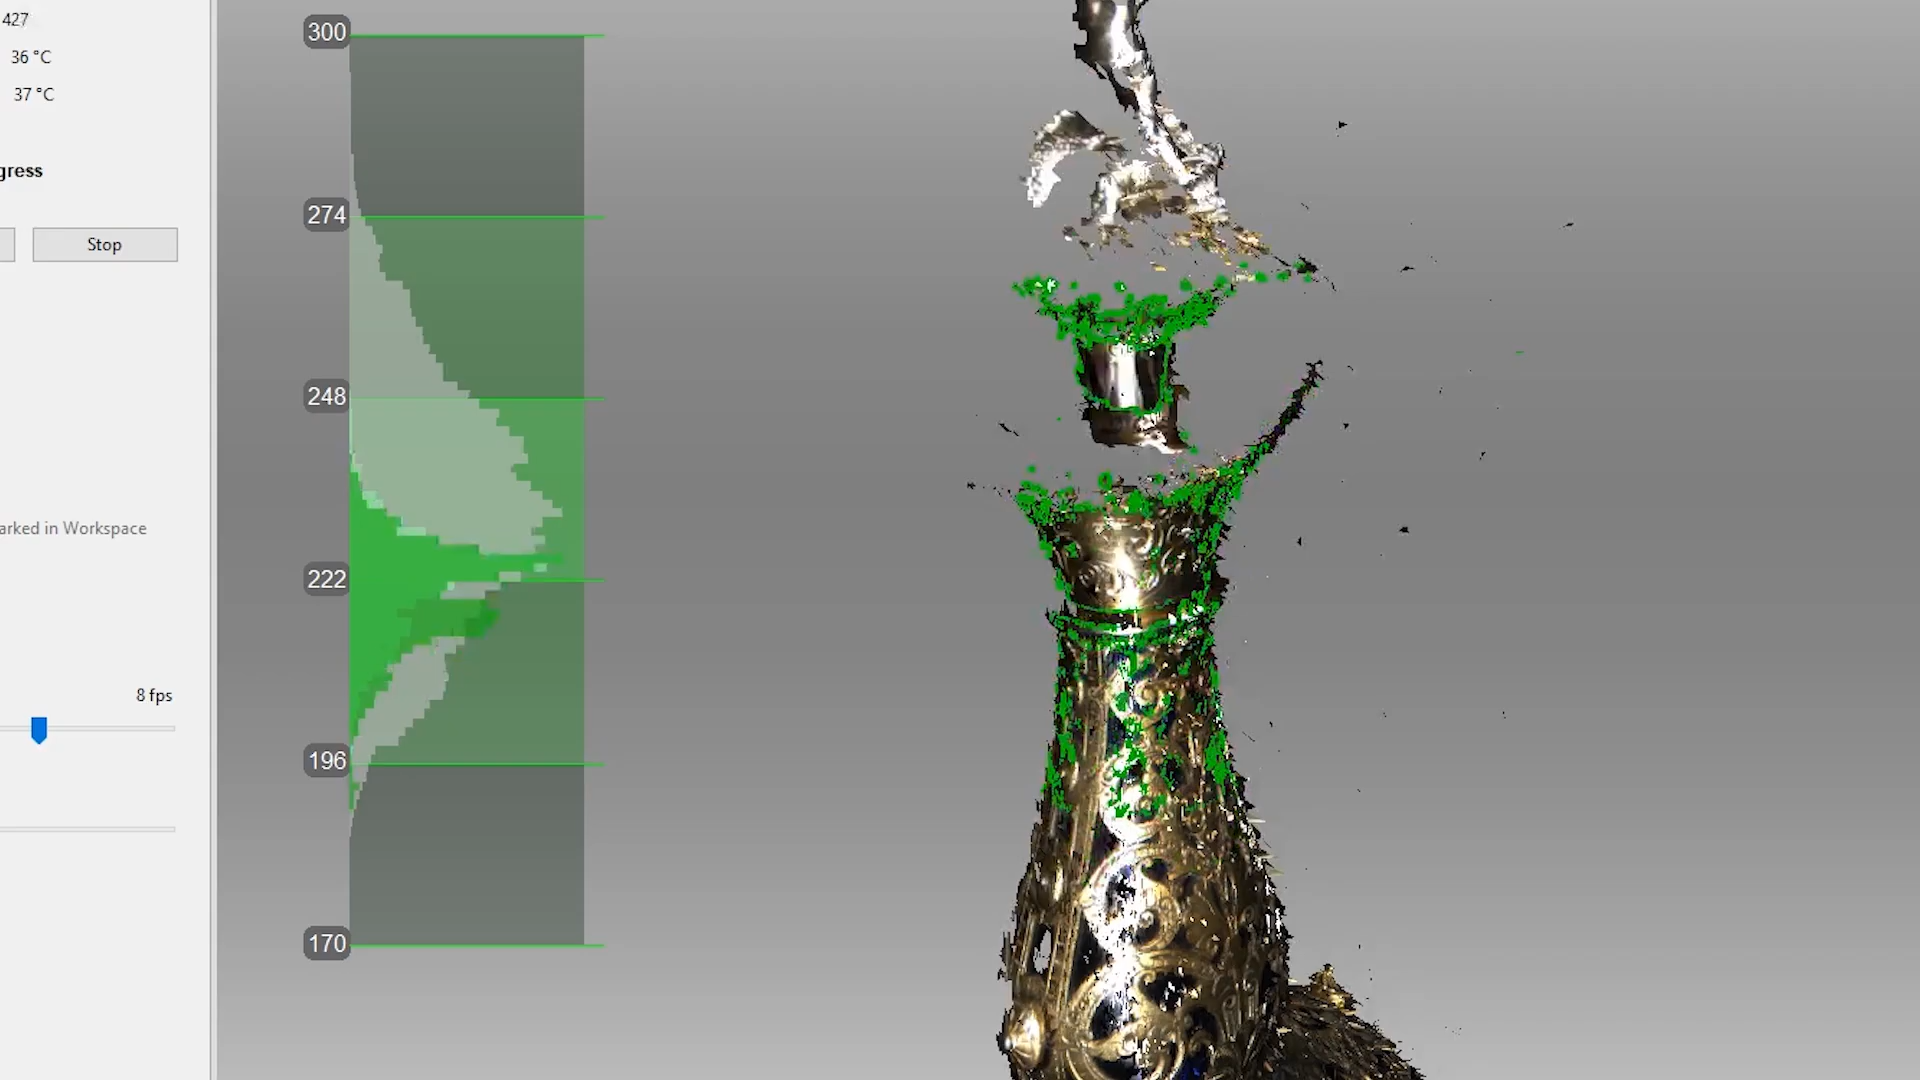 427
36 °C
37 °C
gress
Stop
arked in Workspace
8 fps
300
274
248
222
196
170